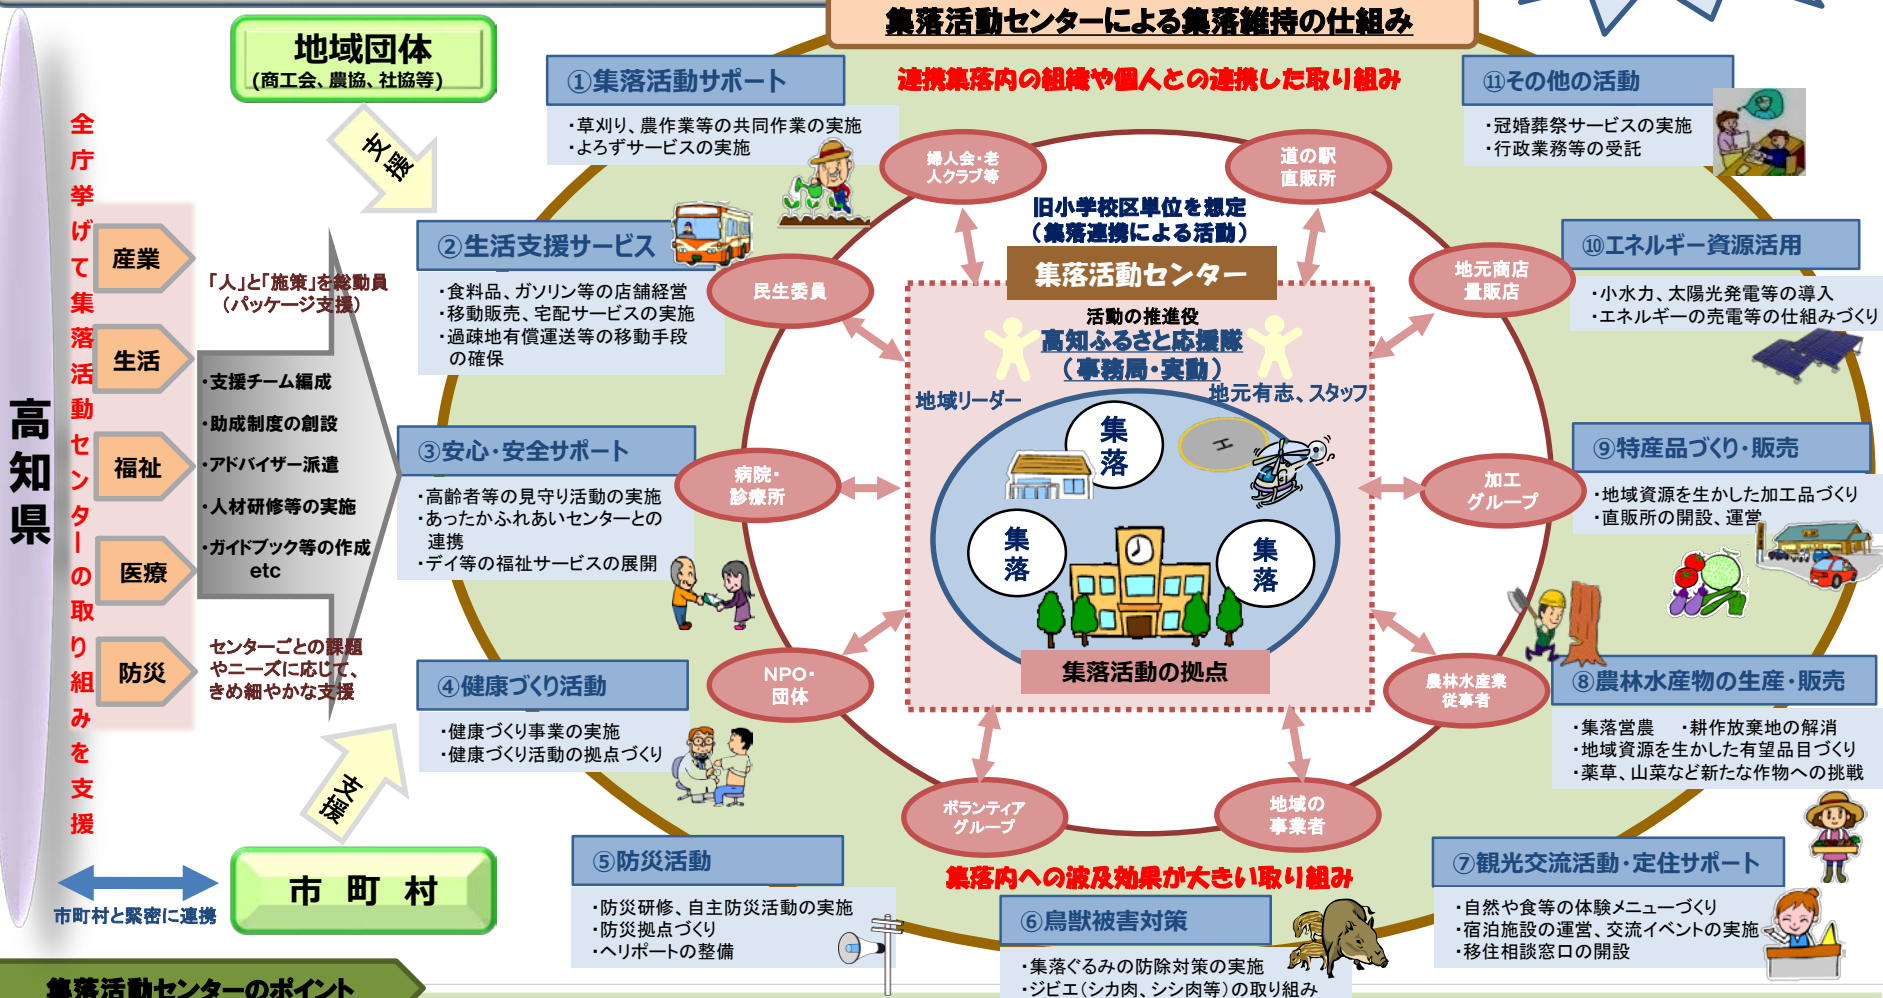 集落活動センターによる集落維持の仕組み
連携集落内の組織や個人との連携した取り組み
地域団体
(商工会、農協、社協等)
支援
高知県
全庁挙げて集落活動センターの取り組みを支援
産業
生活
福祉
医療
防災
「人」と「施策」を総動員
（パッケージ支援）
・支援チーム編成
・助成制度の創設
・アドバイザー派遣
・人材研修等の実施
・ガイドブック等の作成
etc
センターごとの課題
やニーズに応じて、
きめ細やかな支援
支援
市町村
市町村と緊密に連携
①集落活動サポート
・草刈り、農作業等の共同作業の実施
・よろずサービスの実施
②生活支援サービス
・食料品、ガソリン等の店舗経営
・移動販売、宅配サービスの実施
・過疎地有償運送等の移動手段
の確保
③安心・安全サポート
・高齢者等の見守り活動の実施
・あったかふれあいセンターとの
連携
・デイ等の福祉サービスの展開
④健康づくり活動
・健康づくり事業の実施
・健康づくり活動の拠点づくり
⑤防災活動
・防災研修、自主防災活動の実施
・防災拠点づくり
・ヘリポートの整備
⑥鳥獣被害対策
・集落ぐるみの防除対策の実施
・ジビエ(シカ肉、シシ肉等)の取り組み
⑦観光交流活動・定住サポート
・自然や食等の体験メニューづくり
・宿泊施設の運営、交流イベントの実施
・移住相談窓口の開設
⑧農林水産物の生産・販売
・集落営農　・耕作放棄地の解消
・地域資源を生かした有望品目づくり
・薬草、山菜など新たな作物への挑戦
⑨特産品づくり・販売
・地域資源を生かした加工品づくり
・直販所の開設、運営
⑩エネルギー資源活用
・小水力、太陽光発電等の導入
・エネルギーの売電等の仕組みづくり
⑪その他の活動
・冠婚葬祭サービスの実施
・行政業務等の受託
婦人会・老
人クラブ等
道の駅
直販所
民生委員
地元商店
量販店
病院・
診療所
加工
グループ
NPO・
団体
農林水産業
従事者
ボランティア
グループ
地域の
事業者
旧小学校区単位を想定
（集落連携による活動）
集落活動センター
活動の推進役
高知ふるさと応援隊
（事務局・実動）
地域リーダー
地元有志、スタッフ
集落
集落
集落
エ
集落活動の拠点
集落内への波及効果が大きい取り組み
集落活動センターのポイント